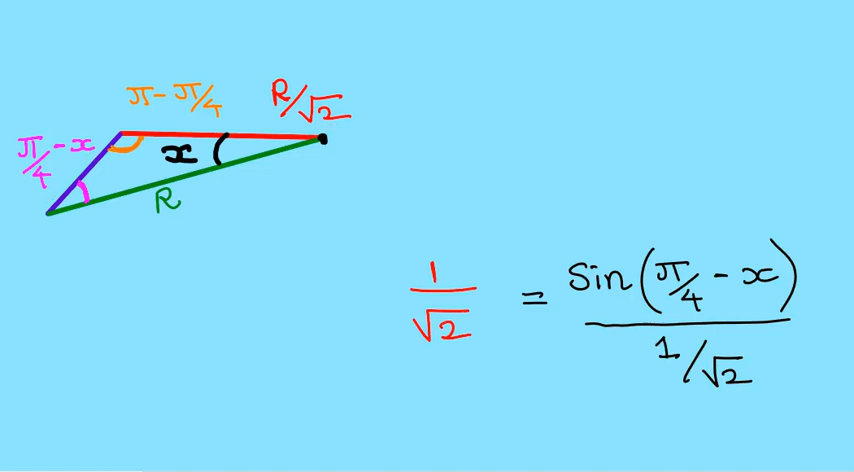 π - π/4
R/√2
π/4 - x
x
R
1/√2 = sin(π/4 - x) / 1/√2